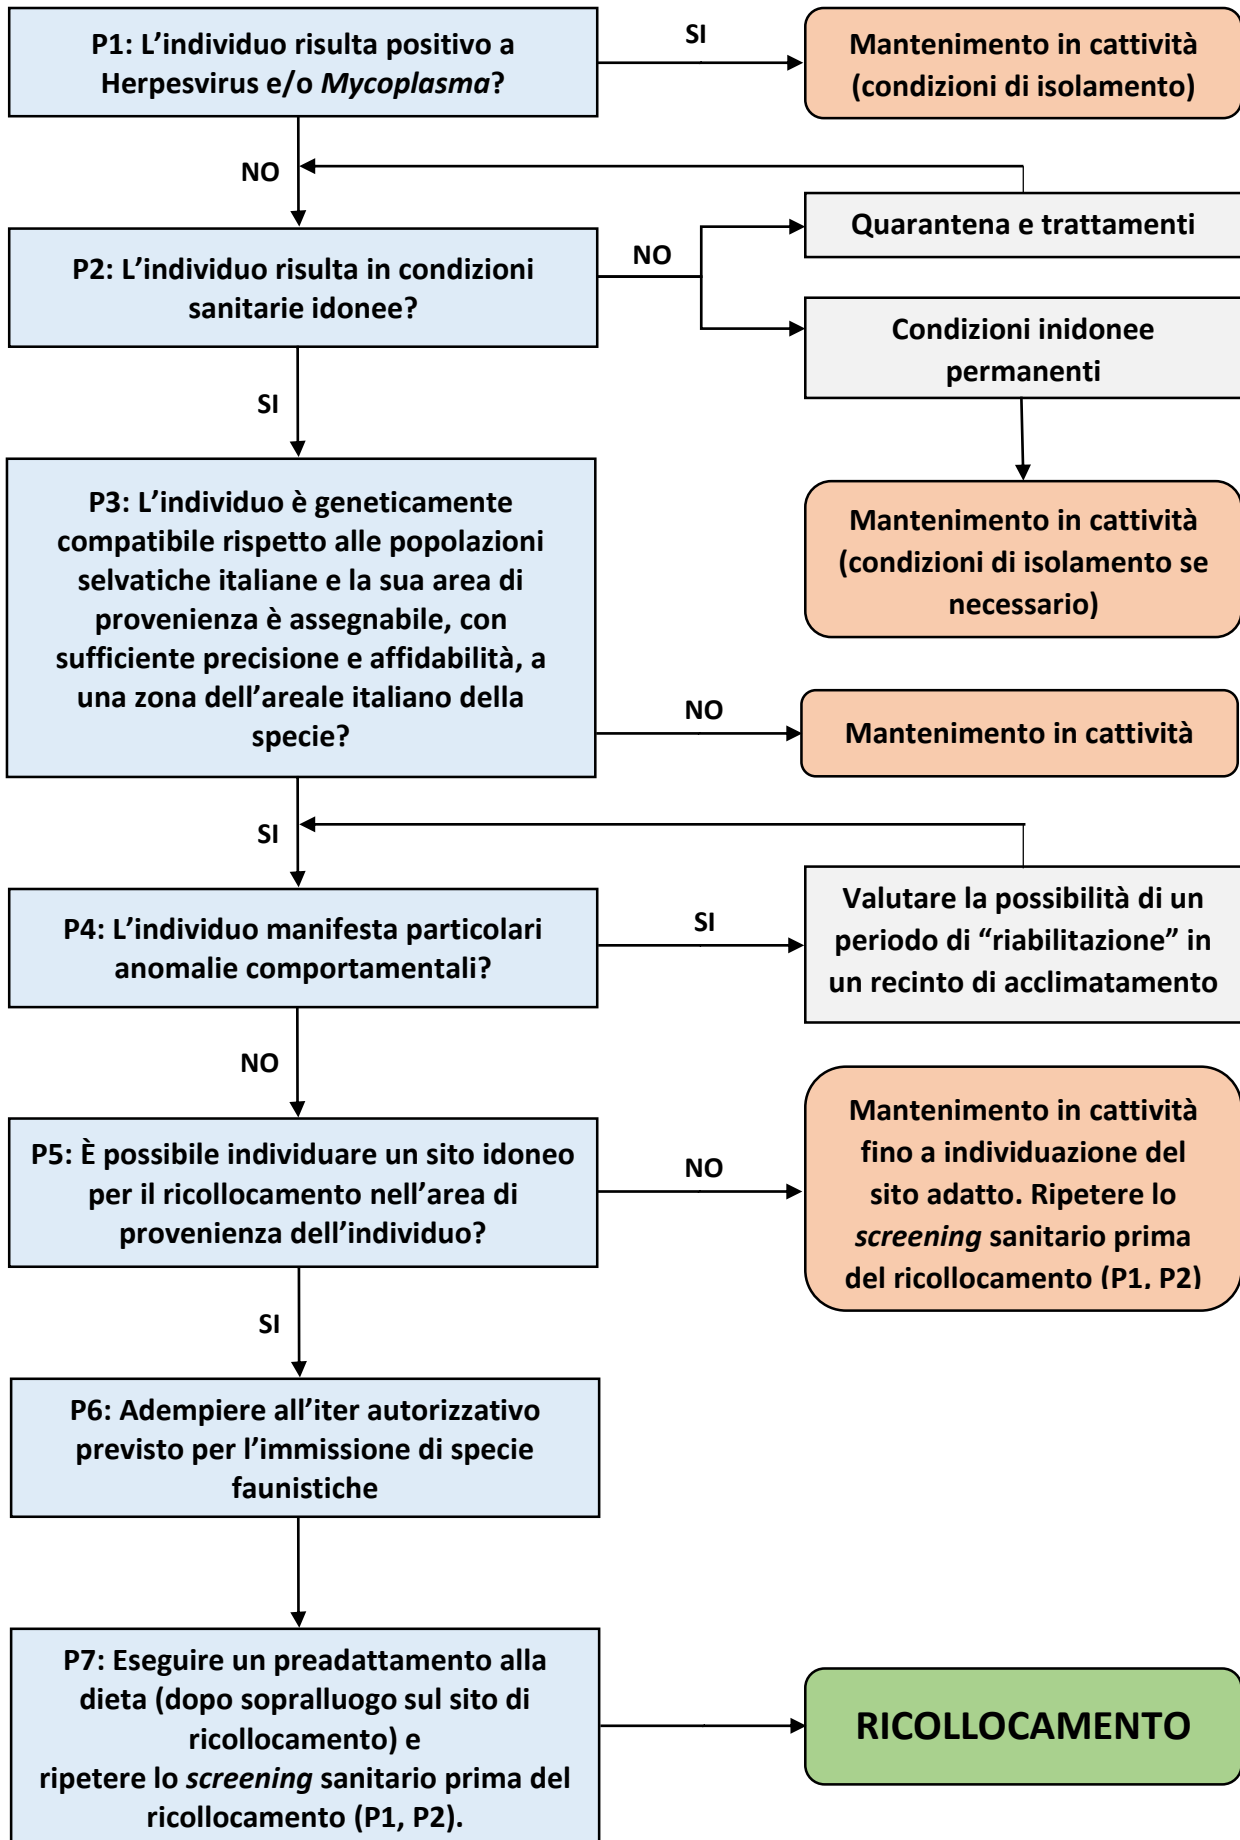 P1: L’individuo risulta positivo a
Herpesvirus e/o Mycoplasma?
SI
Mantenimento in cattività
(condizioni di isolamento)
NO
P2: L’individuo risulta in condizioni
sanitarie idonee?
NO
Quarantena e trattamenti
Condizioni inidonee
permanenti
SI
Mantenimento in cattività
(condizioni di isolamento se
necessario)
P3: L’individuo è geneticamente
compatibile rispetto alle popolazioni
selvatiche italiane e la sua area di
provenienza è assegnabile, con
sufficiente precisione e affidabilità, a
una zona dell’areale italiano della
specie?
NO
Mantenimento in cattività
SI
P4: L’individuo manifesta particolari
anomalie comportamentali?
SI
Valutare la possibilità di un
periodo di “riabilitazione” in
un recinto di acclimatamento
NO
P5: È possibile individuare un sito idoneo
per il ricollocamento nell’area di
provenienza dell’individuo?
NO
Mantenimento in cattività
fino a individuazione del
sito adatto. Ripetere lo
screening sanitario prima
del ricollocamento (P1, P2)
SI
P6: Adempiere all’iter autorizzativo
previsto per l’immissione di specie
faunistiche
P7: Eseguire un preadattamento alla
dieta (dopo sopralluogo sul sito di
ricollocamento) e
ripetere lo screening sanitario prima del
ricollocamento (P1, P2).
RICOLLOCAMENTO